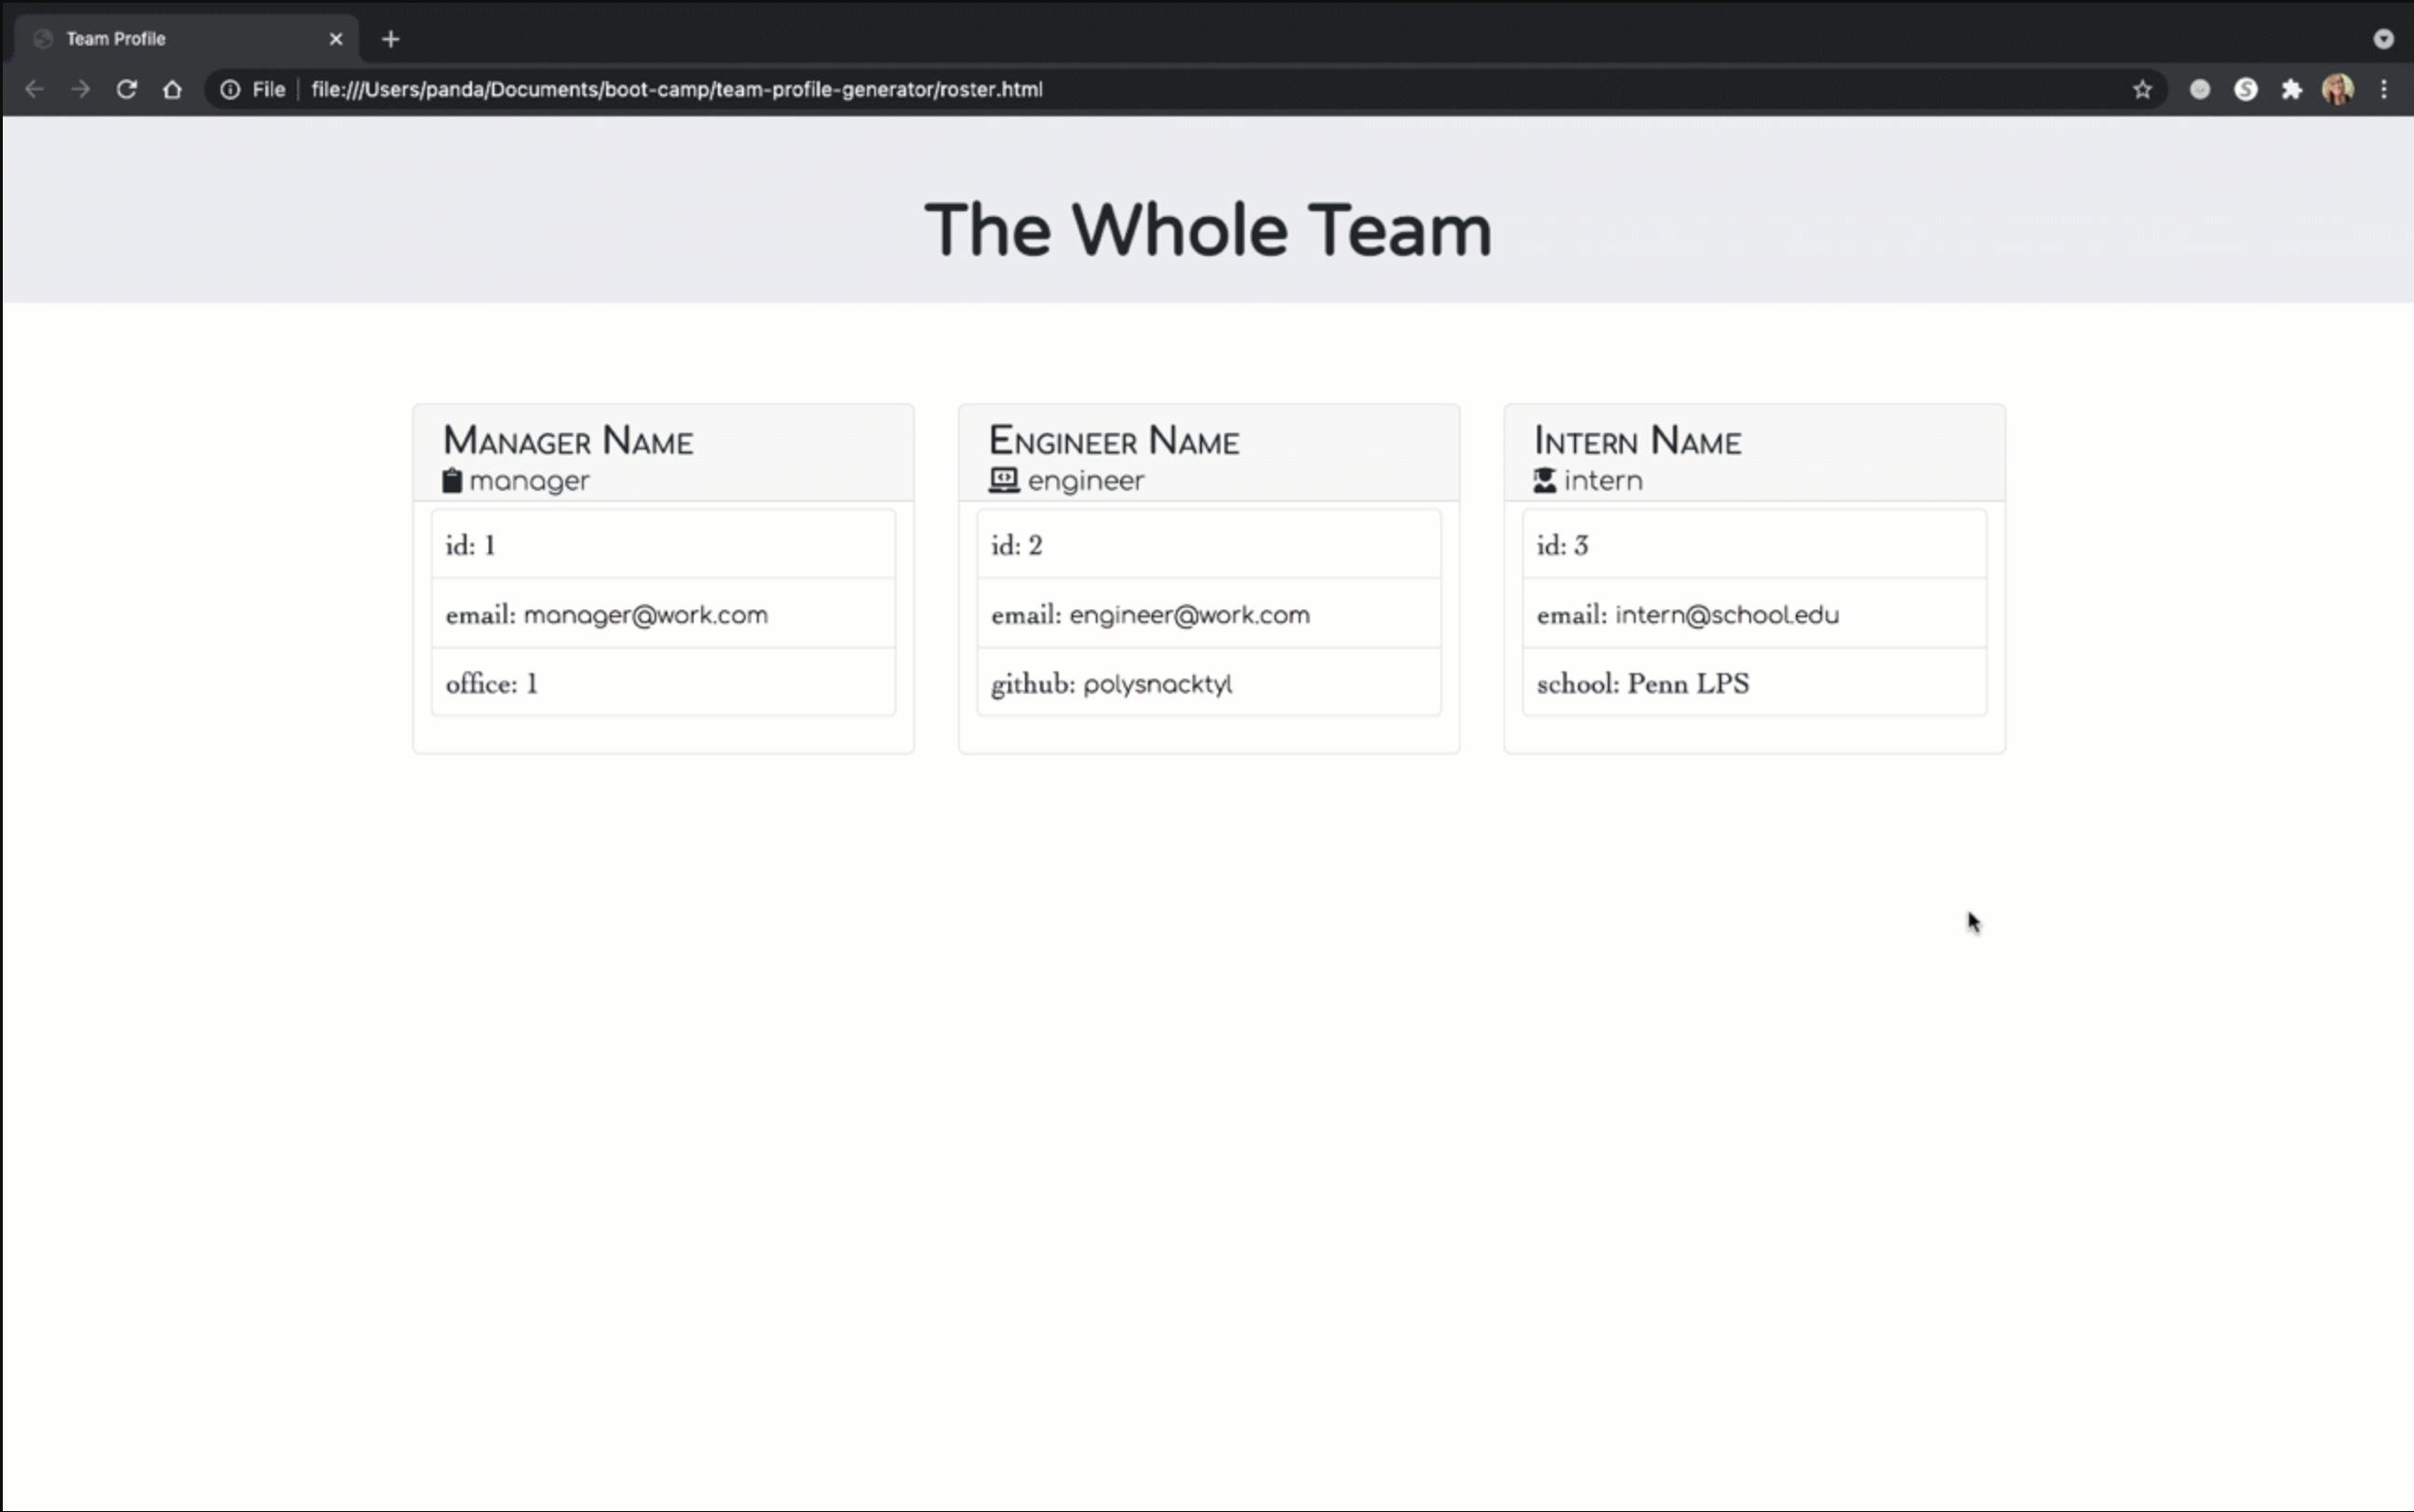 Team Profile
File file:///Users/panda/Documents/boot-camp/team-profile-generator/roster.html
The Whole Team
Manager Name
manager
id: 1
email: manager@work.com
office: 1
Engineer Name
engineer
id: 2
email: engineer@work.com
github: polysnacktyl
Intern Name
intern
id: 3
email: intern@school.edu
school: Penn LPS